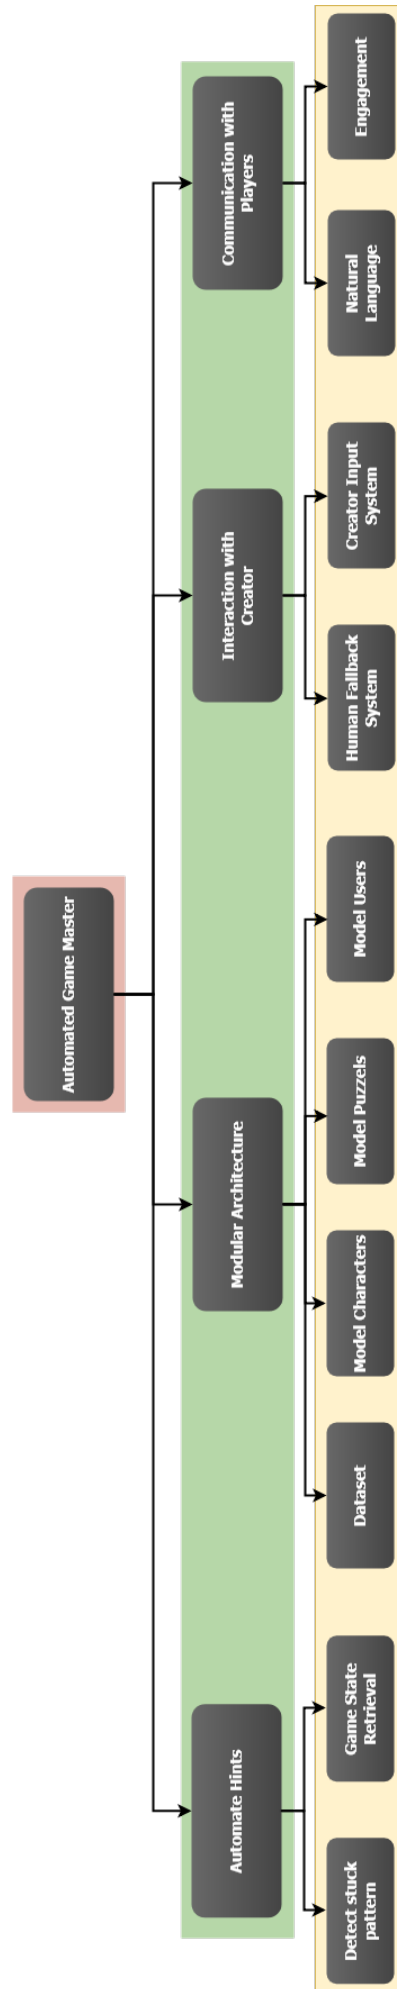 Automated Game Master
Automate Hints
Modular Architecture
Interaction with
Creator
Communication with
Players
Detect stuck
pattern
Game State
Retrieval
Dataset
Model Characters
Model Puzzels
Model Users
Human Fallback
System
Creator Input
System
Natural
Language
Engagement